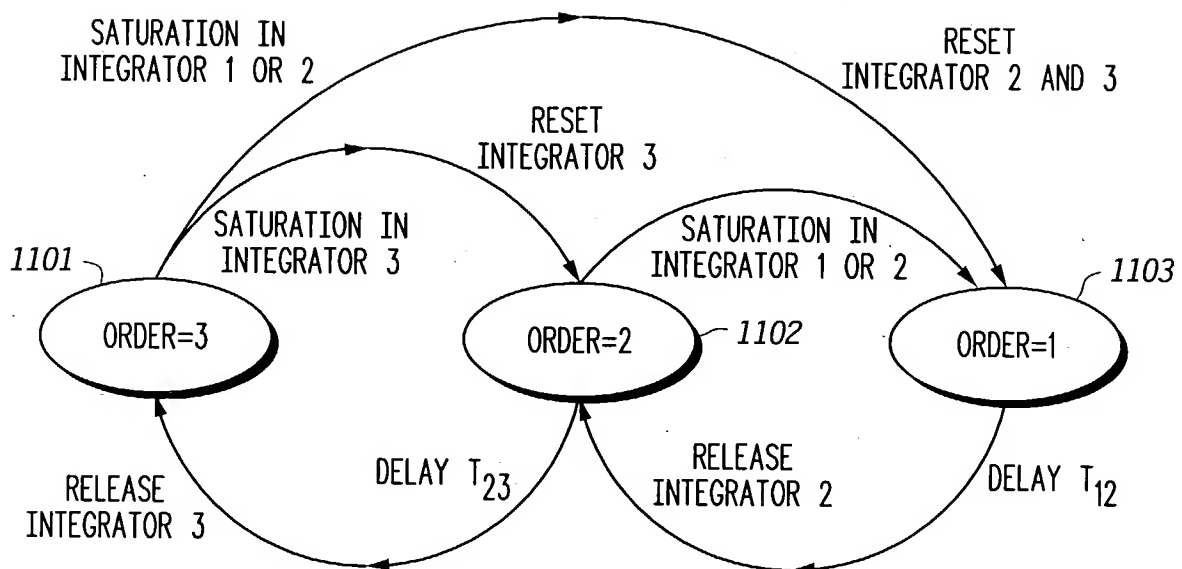 SATURATION IN
INTEGRATOR 1 OR 2
RESET
INTEGRATOR 2 AND 3
RESET
INTEGRATOR 3
SATURATION IN
INTEGRATOR 3
SATURATION IN
INTEGRATOR 1 OR 2
1101
1103
ORDER=3
ORDER=2
1102
ORDER=1
RELEASE
INTEGRATOR 3
DELAY T23
RELEASE
INTEGRATOR 2
DELAY T12